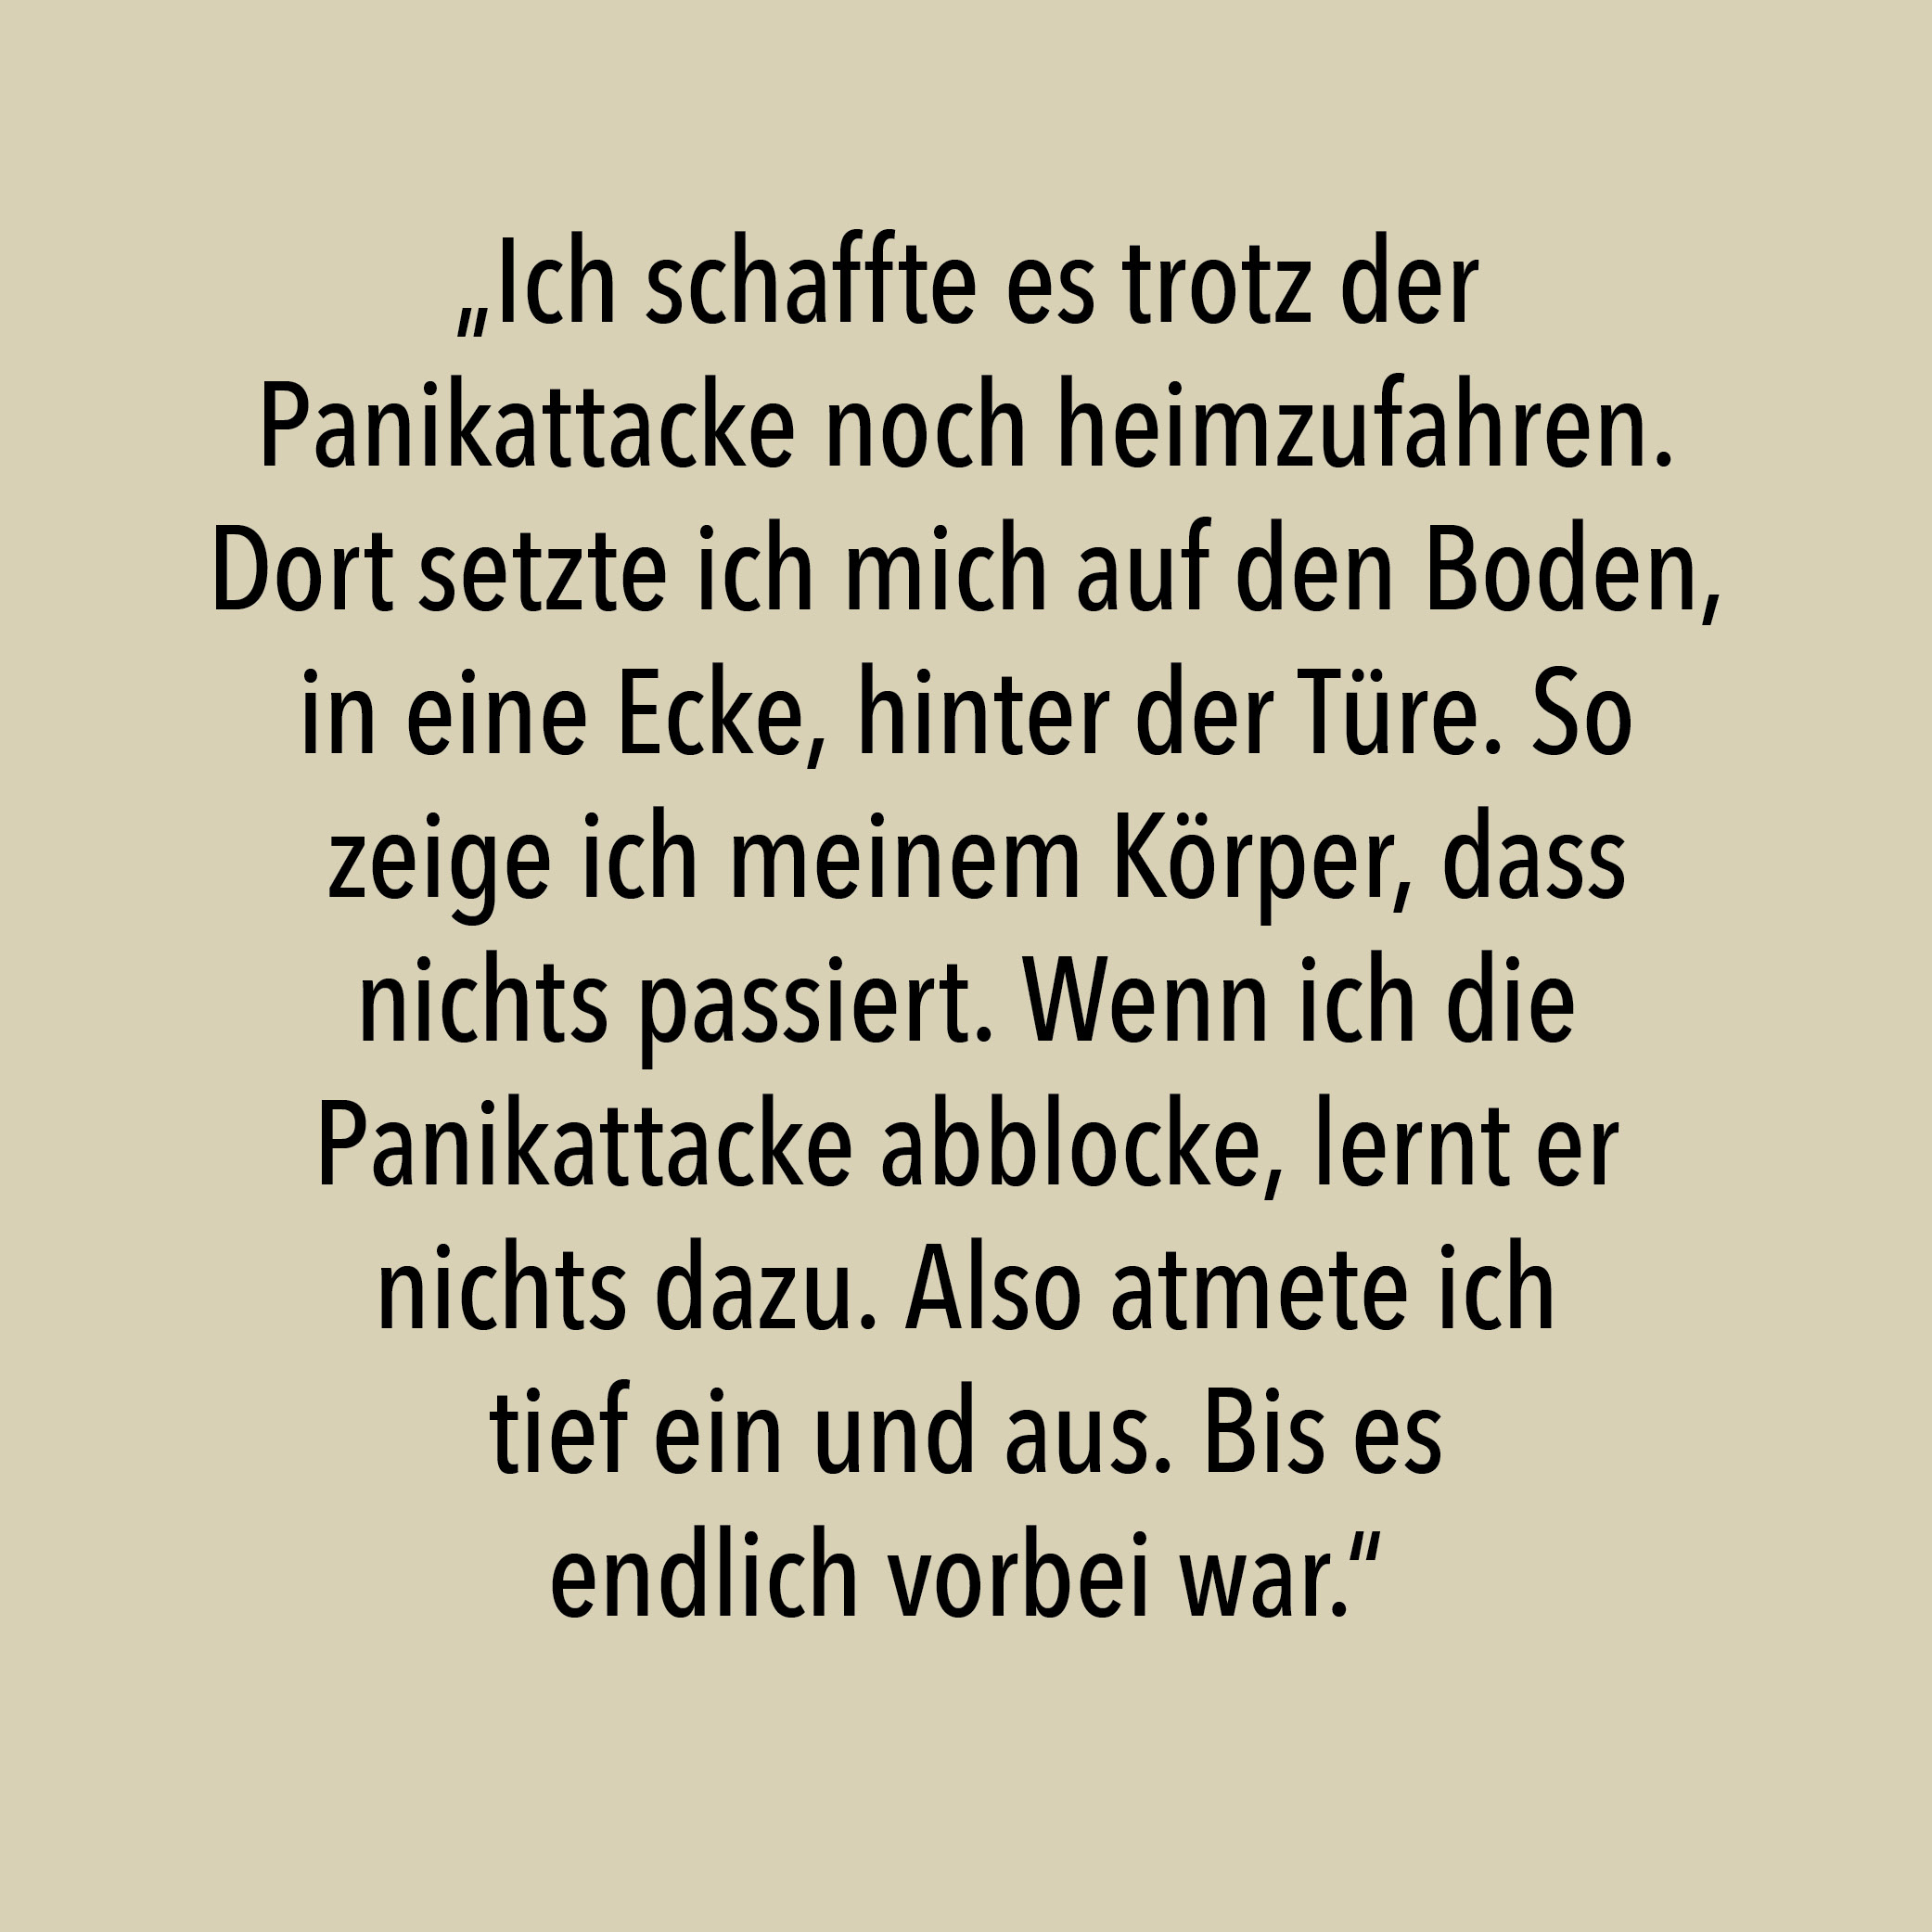 „Ich schaffte es trotz der
Panikattacke noch heimzufahren.
Dort setzte ich mich auf den Boden,
in eine Ecke, hinter der Türe. So
zeige ich meinem Körper, dass
nichts passiert. Wenn ich die
Panikattacke abblocke, lernt er
nichts dazu. Also atmete ich
tief ein und aus. Bis es
endlich vorbei war.“